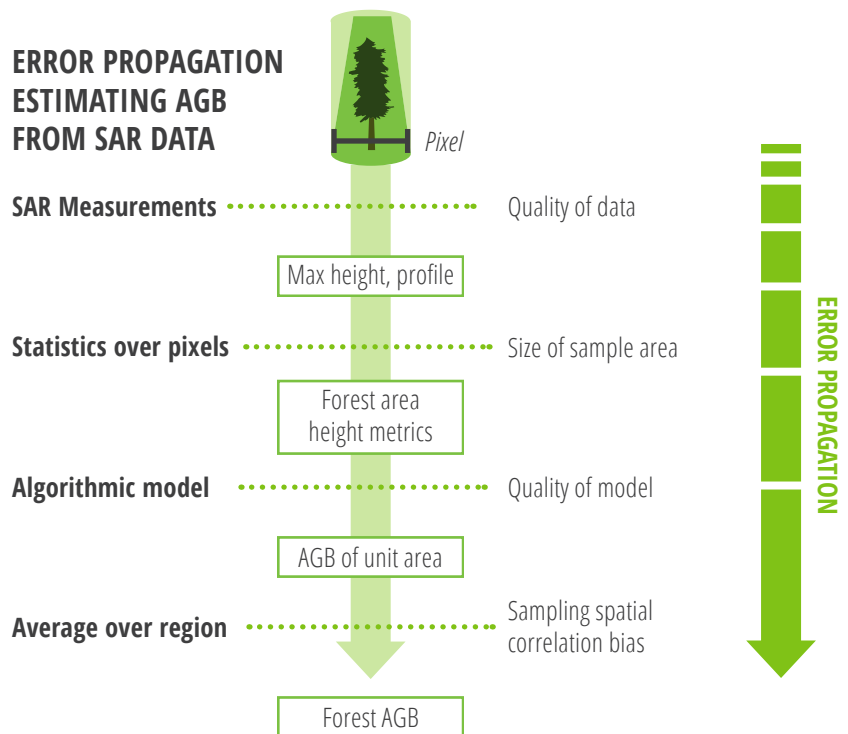 ERROR PROPAGATION
ESTIMATING AGB
FROM SAR DATA
Pixel
SAR Measurements
Quality of data
Max height, profile
Statistics over pixels
Size of sample area
Forest area
height metrics
Algorithmic model
Quality of model
AGB of unit area
Average over region
Sampling spatial
correlation bias
Forest AGB
ERROR PROPAGATION